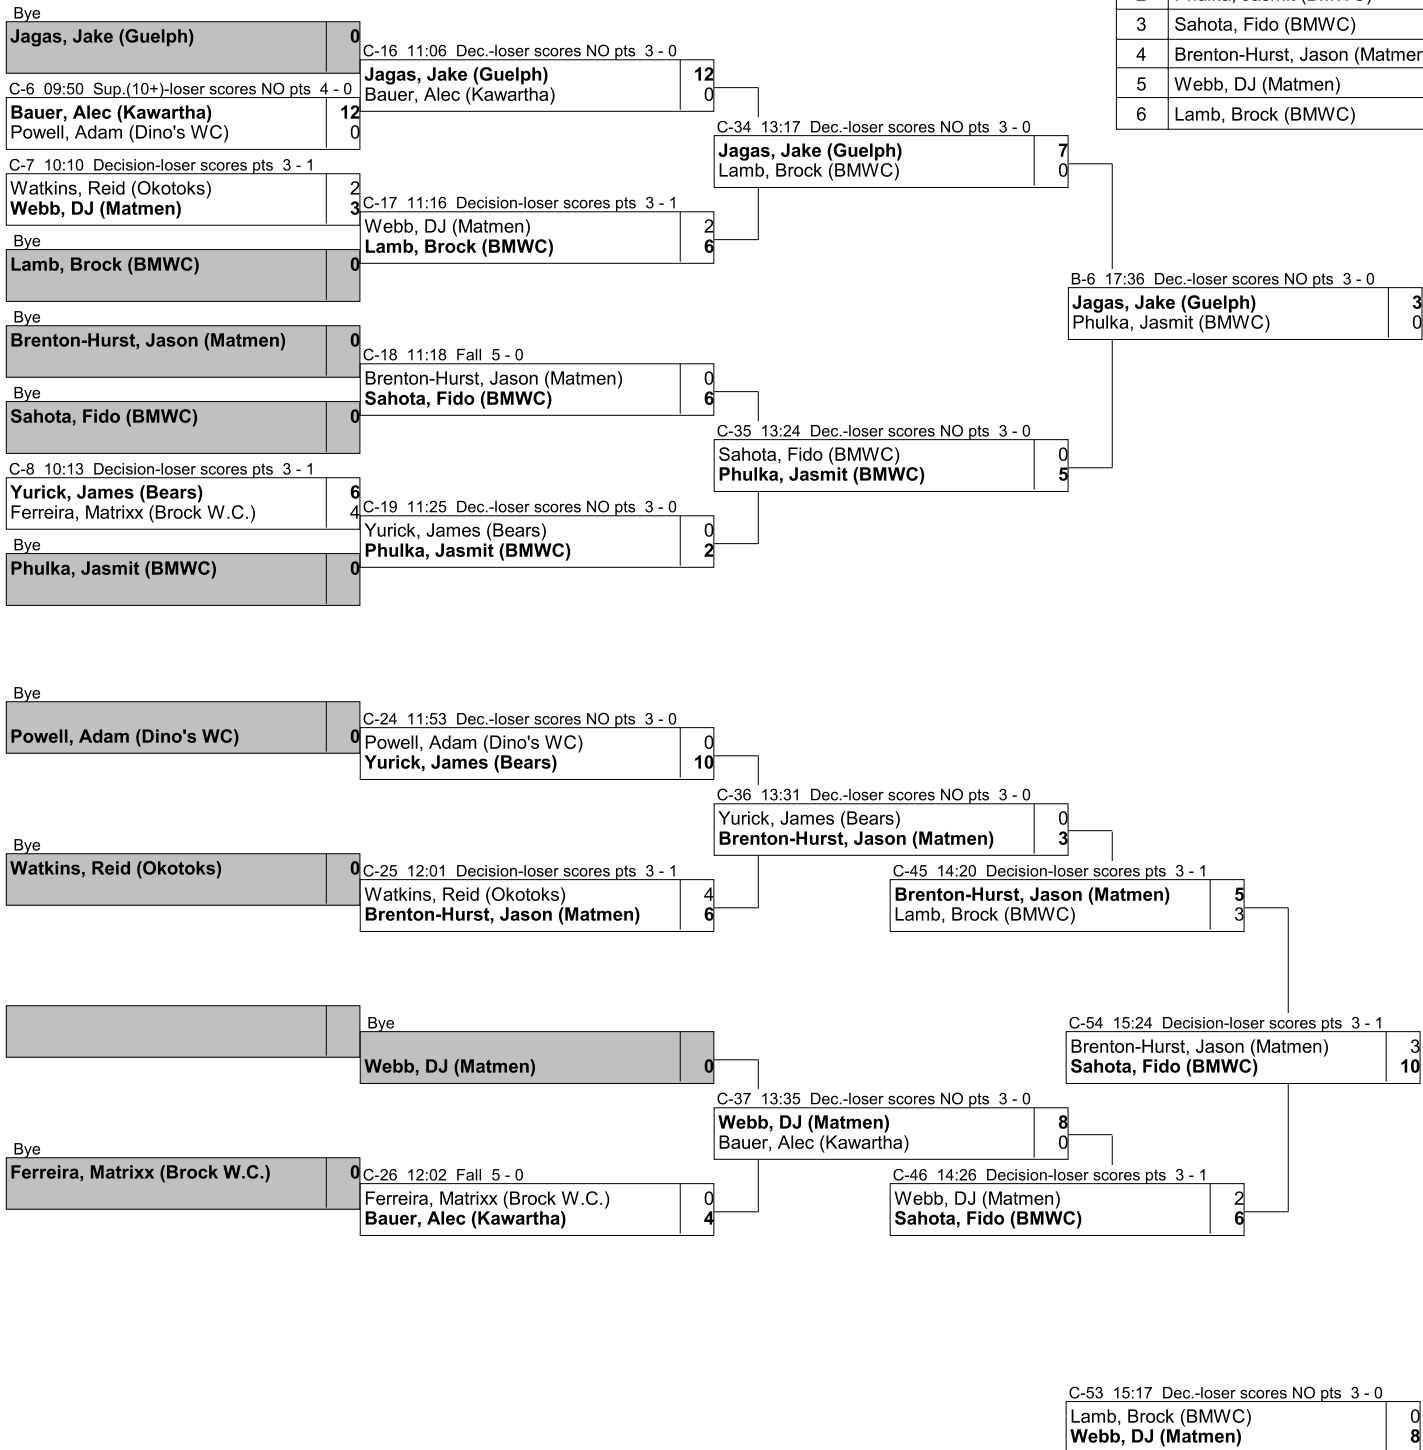 Bye
Jagas, Jake (Guelph) 0
C-6 09:50 Sup.(10+)-loser scores NO pts 4 - 0
Bauer, Alec (Kawartha) 12
Powell, Adam (Dino's WC) 0
C-7 10:10 Decision-loser scores pts 3 - 1
Watkins, Reid (Okotoks) 2
Webb, DJ (Matmen) 3
Bye
Lamb, Brock (BMWC) 0
Bye
Brenton-Hurst, Jason (Matmen) 0
Bye
Sahota, Fido (BMWC) 0
C-8 10:13 Decision-loser scores pts 3 - 1
Yurick, James (Bears) 6
Ferreira, Matrixx (Brock W.C.) 4
Bye
Phulka, Jasmit (BMWC) 0
C-16 11:06 Dec.-loser scores NO pts 3 - 0
Jagas, Jake (Guelph) 12
Bauer, Alec (Kawartha) 0
C-17 11:16 Decision-loser scores pts 3 - 1
Webb, DJ (Matmen) 2
Lamb, Brock (BMWC) 6
C-18 11:18 Fall 5 - 0
Brenton-Hurst, Jason (Matmen) 0
Sahota, Fido (BMWC) 6
C-19 11:25 Dec.-loser scores NO pts 3 - 0
Yurick, James (Bears) 0
Phulka, Jasmit (BMWC) 2
C-34 13:17 Dec.-loser scores NO pts 3 - 0
Jagas, Jake (Guelph) 7
Lamb, Brock (BMWC) 0
C-35 13:24 Dec.-loser scores NO pts 3 - 0
Sahota, Fido (BMWC) 0
Phulka, Jasmit (BMWC) 5
3 Sahota, Fido (BMWC)
4 Brenton-Hurst, Jason (Matmen
5 Webb, DJ (Matmen)
6 Lamb, Brock (BMWC)
B-6 17:36 Dec.-loser scores NO pts 3 - 0
Jagas, Jake (Guelph) 3
Phulka, Jasmit (BMWC) 0
Bye
Powell, Adam (Dino's WC) 0
Bye
Watkins, Reid (Okotoks) 0
Bye
Ferreira, Matrixx (Brock W.C.) 0
C-24 11:53 Dec.-loser scores NO pts 3 - 0
Powell, Adam (Dino's WC) 0
Yurick, James (Bears) 10
C-25 12:01 Decision-loser scores pts 3 - 1
Watkins, Reid (Okotoks) 4
Brenton-Hurst, Jason (Matmen) 6
Bye
Webb, DJ (Matmen) 0
C-26 12:02 Fall 5 - 0
Ferreira, Matrixx (Brock W.C.) 0
Bauer, Alec (Kawartha) 4
C-36 13:31 Dec.-loser scores NO pts 3 - 0
Yurick, James (Bears) 0
Brenton-Hurst, Jason (Matmen) 3
C-37 13:35 Dec.-loser scores NO pts 3 - 0
Webb, DJ (Matmen) 8
Bauer, Alec (Kawartha) 0
C-45 14:20 Decision-loser scores pts 3 - 1
Brenton-Hurst, Jason (Matmen) 5
Lamb, Brock (BMWC) 3
C-46 14:26 Decision-loser scores pts 3 - 1
Webb, DJ (Matmen) 2
Sahota, Fido (BMWC) 6
C-54 15:24 Decision-loser scores pts 3 - 1
Brenton-Hurst, Jason (Matmen) 3
Sahota, Fido (BMWC) 10
C-53 15:17 Dec.-loser scores NO pts 3 - 0
Lamb, Brock (BMWC) 0
Webb, DJ (Matmen) 8